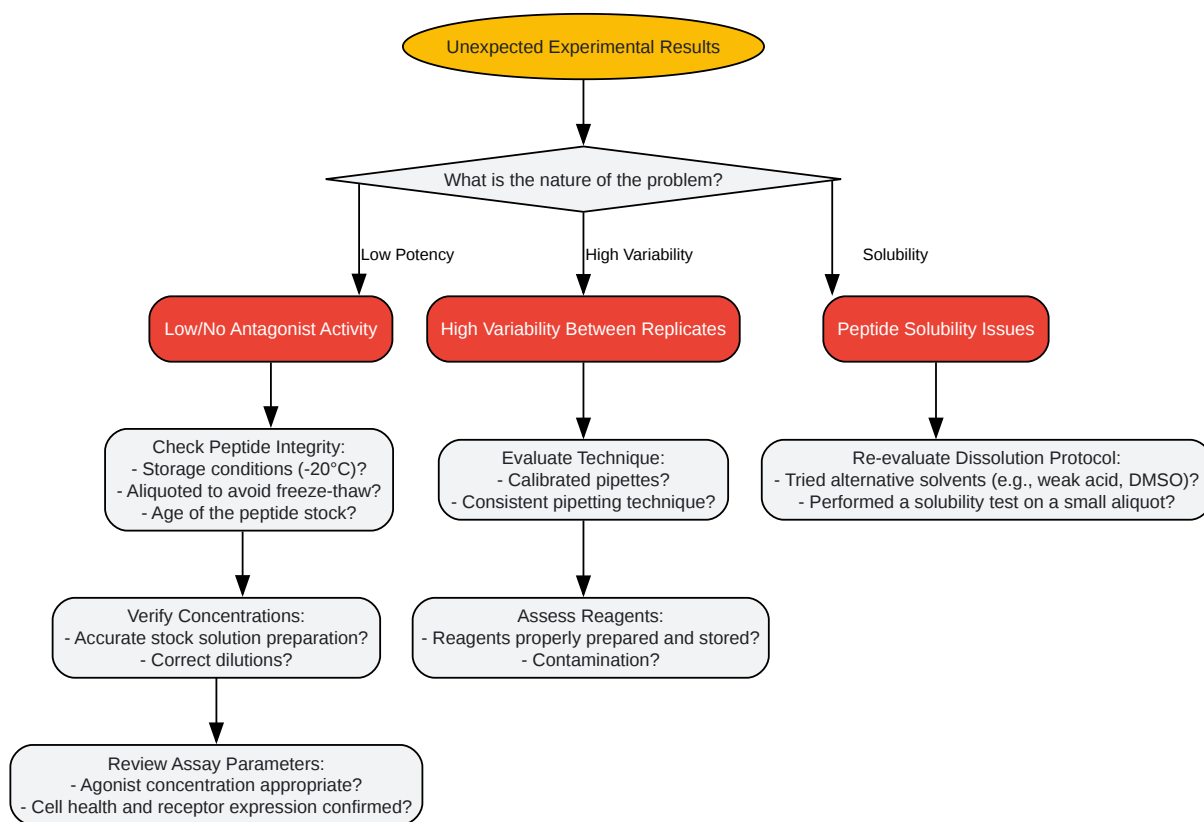 Unexpected Experimental Results
What is the nature of the problem?
Low Potency
High Variability
Solubility
Low/No Antagonist Activity
High Variability Between Replicates
Peptide Solubility Issues
Check Peptide Integrity:
- Storage conditions (-20°C)?
- Aliquoted to avoid freeze-thaw?
- Age of the peptide stock?
Evaluate Technique:
- Calibrated pipettes?
- Consistent pipetting technique?
Re-evaluate Dissolution Protocol:
- Tried alternative solvents (e.g., weak acid, DMSO)?
- Performed a solubility test on a small aliquot?
Verify Concentrations:
- Accurate stock solution preparation?
- Correct dilutions?
Assess Reagents:
- Reagents properly prepared and stored?
- Contamination?
Review Assay Parameters:
- Agonist concentration appropriate?
- Cell health and receptor expression confirmed?